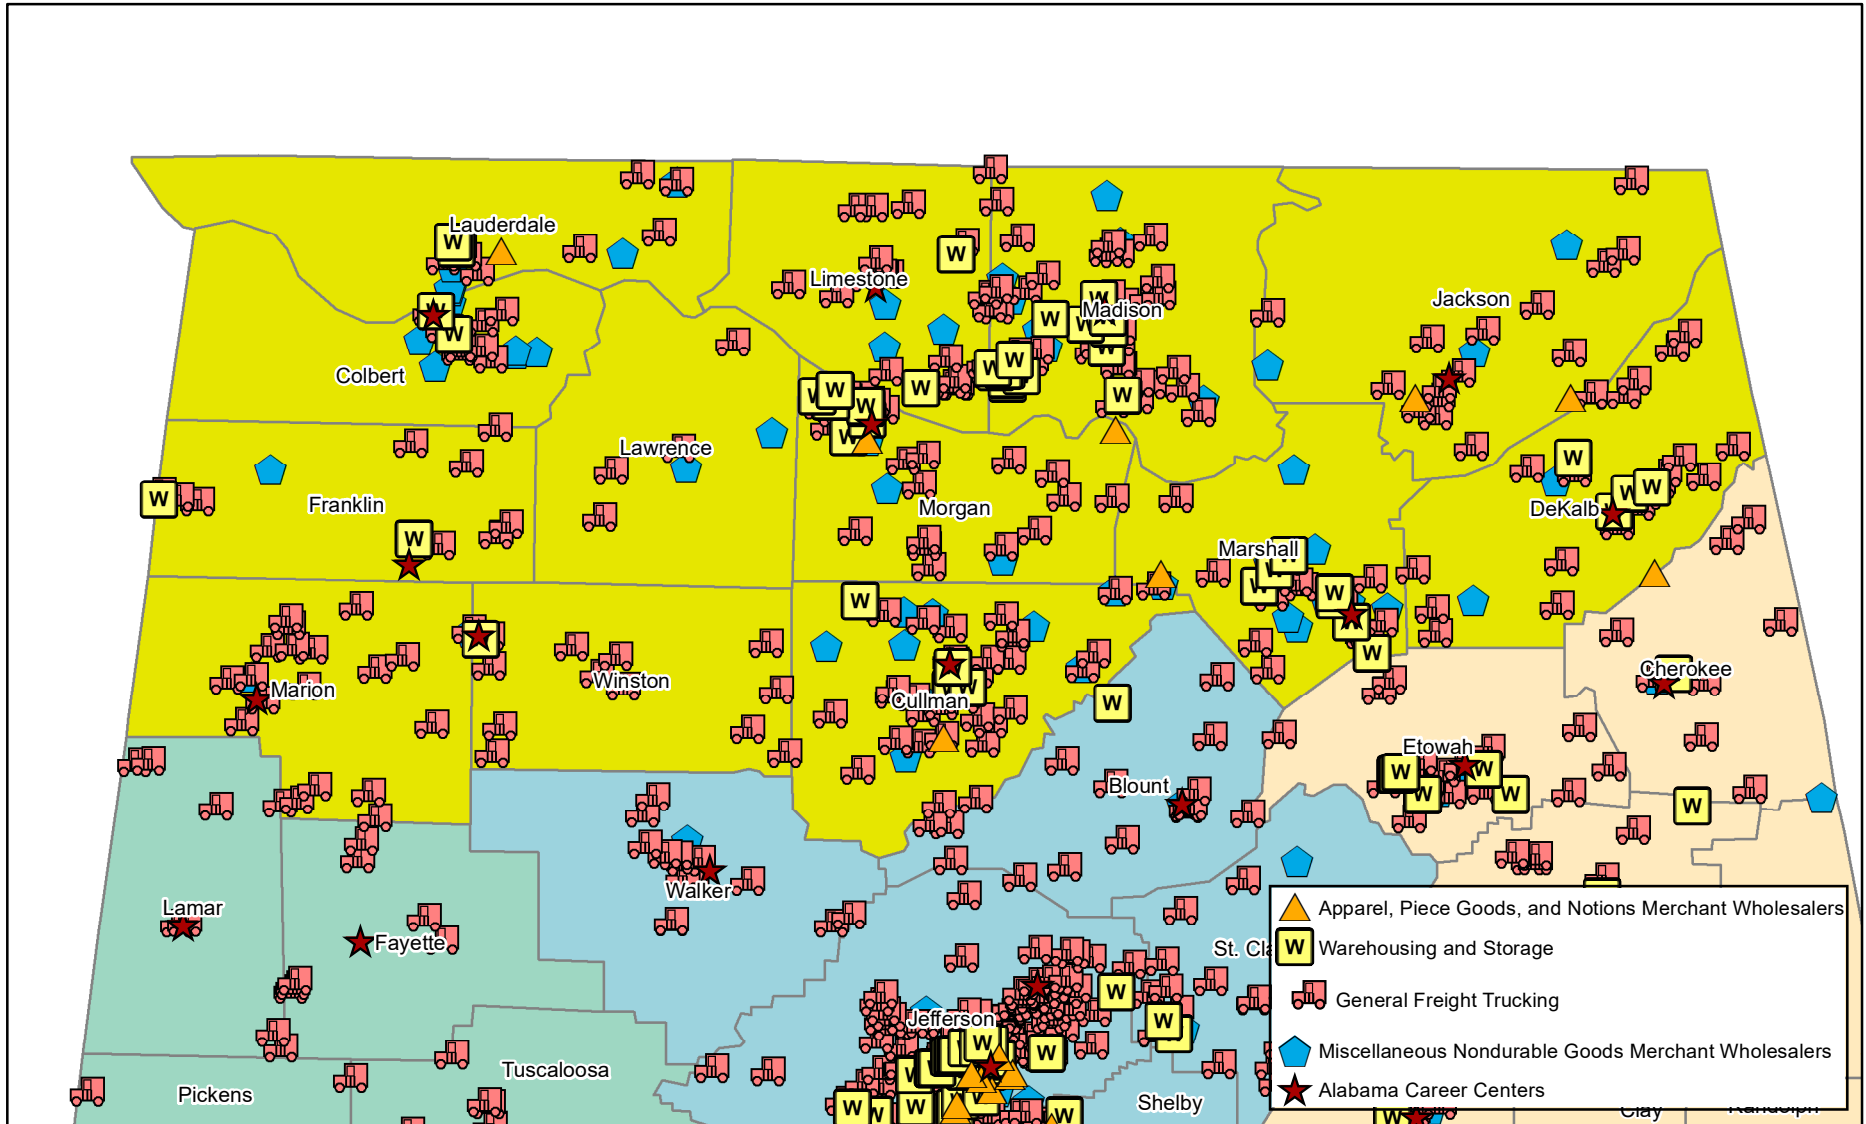 Lauderdale
Limestone
Madison
Jackson
Colbert
Lawrence
Franklin
Morgan
DeKalb
Marshall
Marion
Winston
Cullman
Cherokee
Etowah
Blount
Walker
Lamar
Fayette
St. Cla
Jefferson
Tuscaloosa
Pickens
Shelby
Clay
Randolph
Apparel, Piece Goods, and Notions Merchant Wholesalers
W Warehousing and Storage
General Freight Trucking
Miscellaneous Nondurable Goods Merchant Wholesalers
Alabama Career Centers